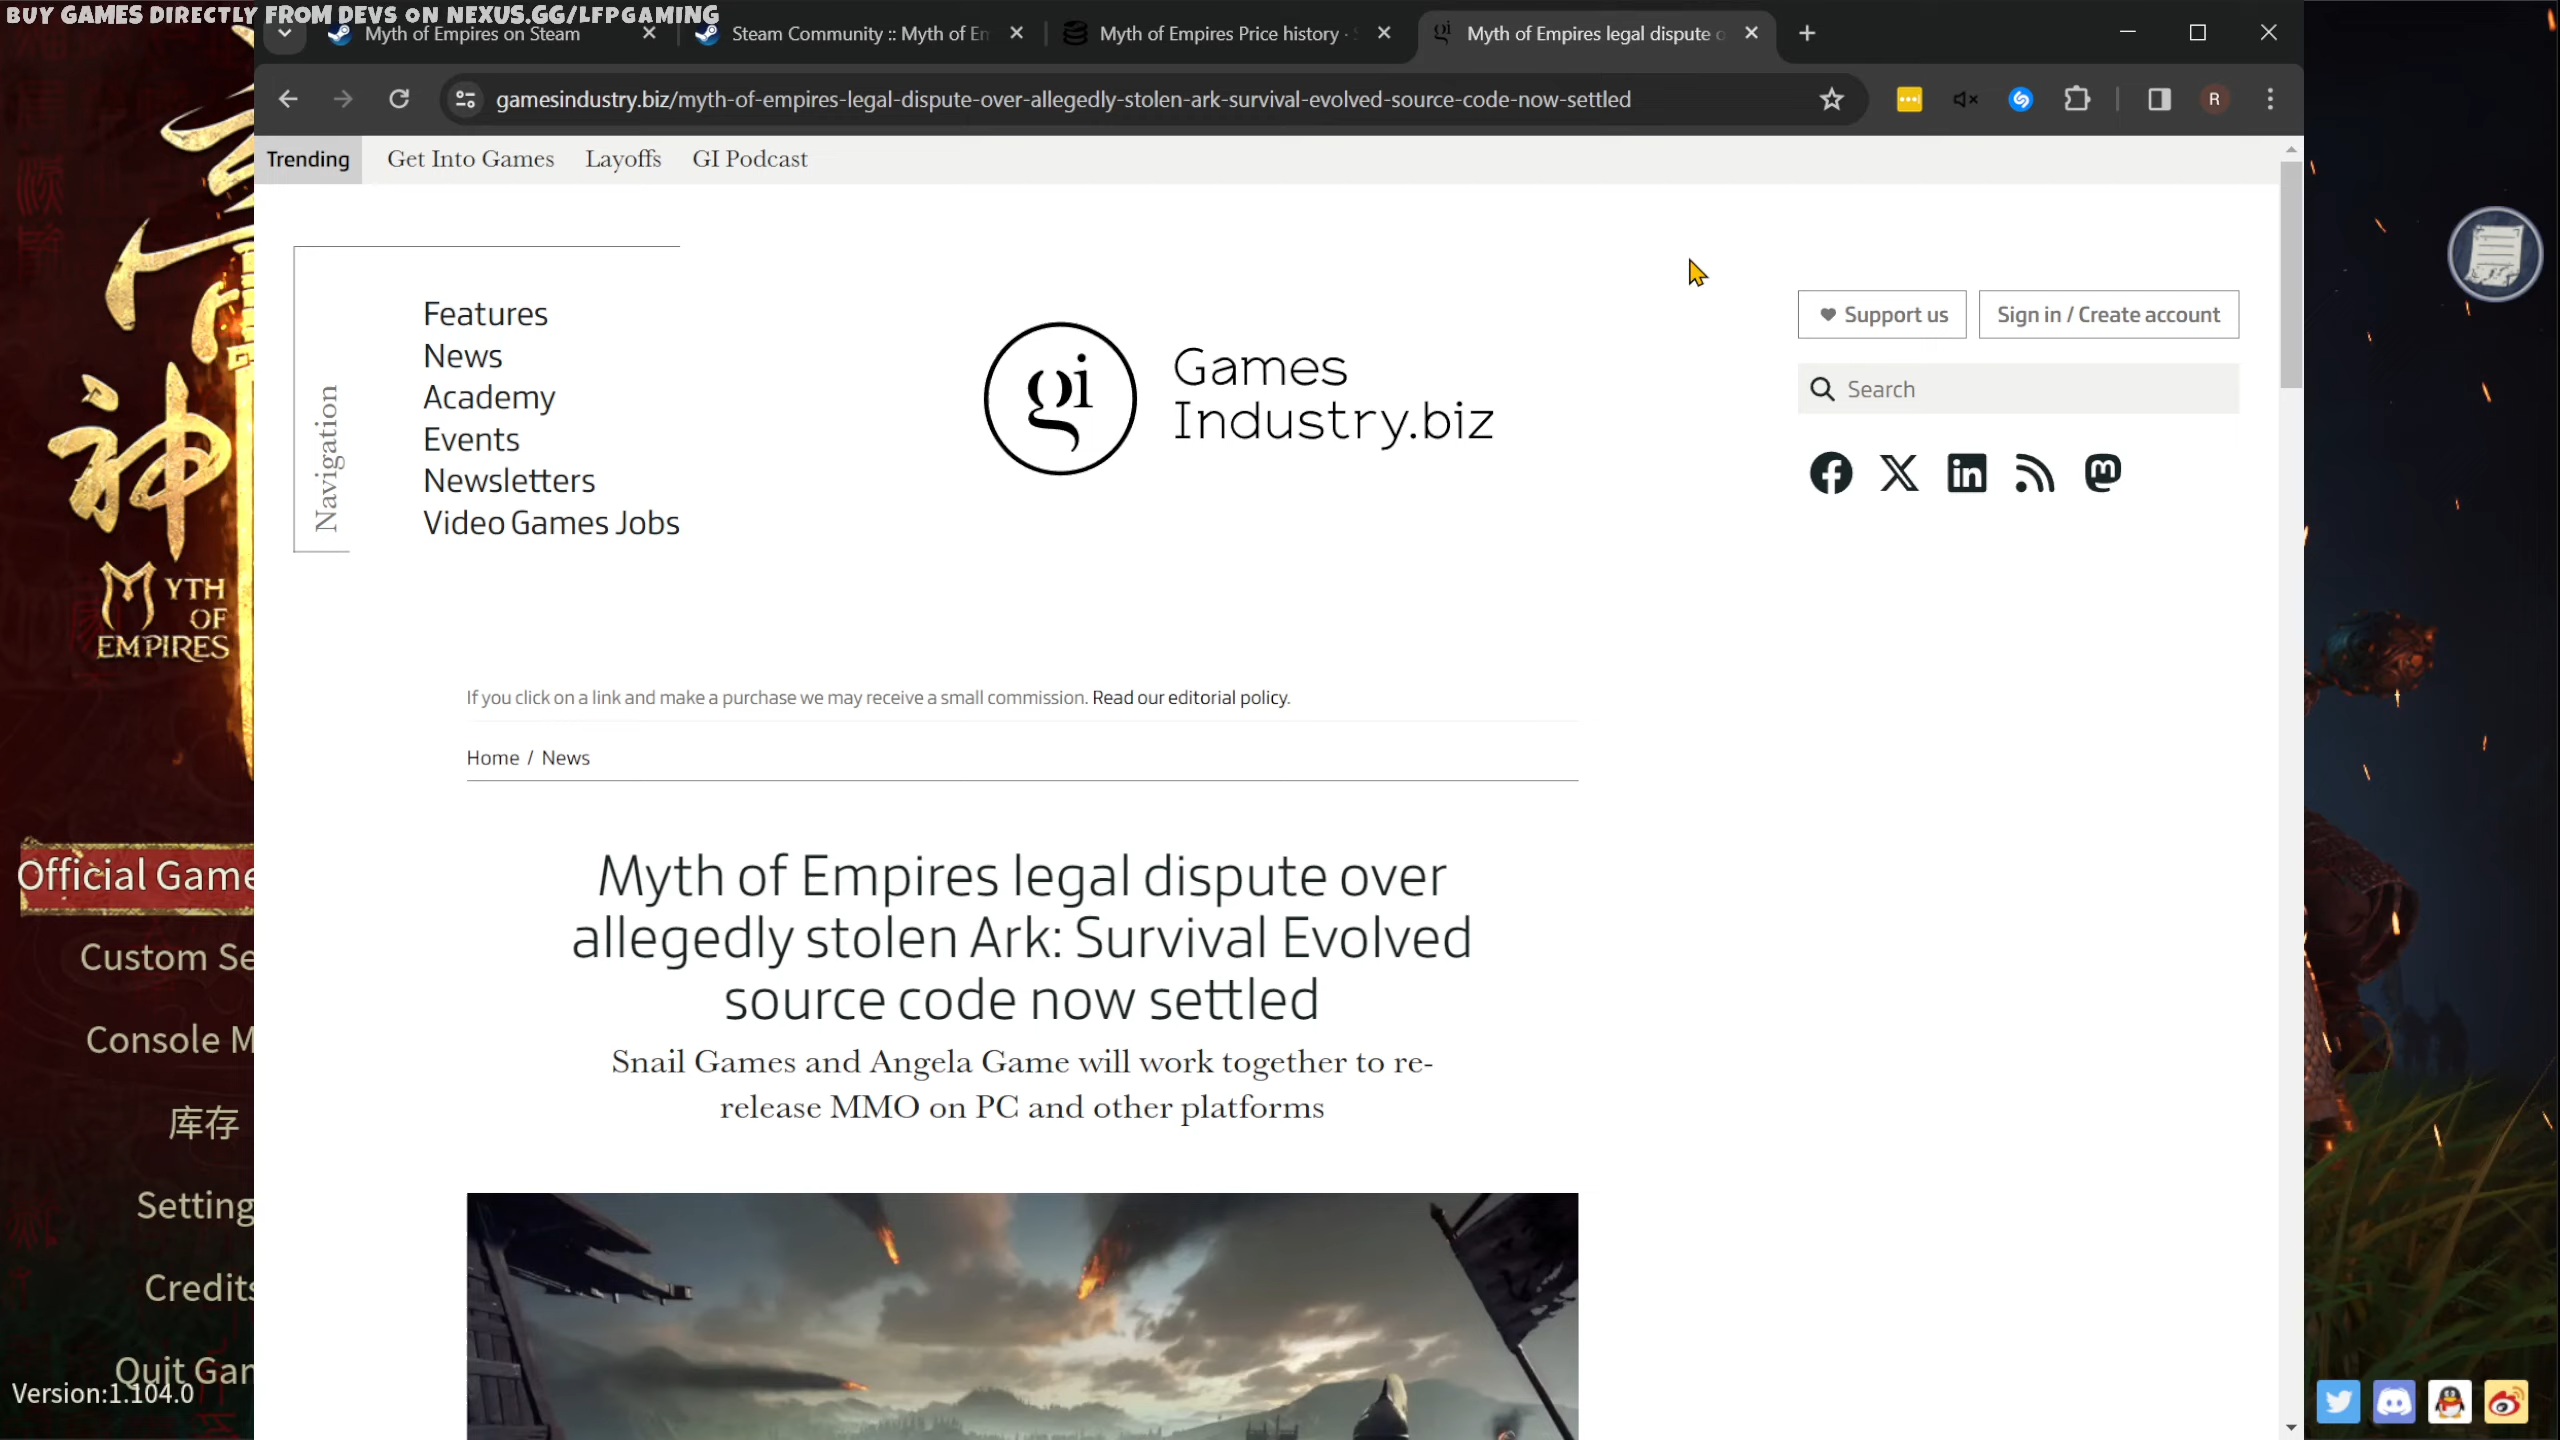 BUY GAMES DIRECTLY FROM DEVS ON NEXUS.GG/LFPGAMING
Myth of Empires on Steam
Steam Community :: Myth of Em
Myth of Empires Price history ·
Myth of Empires legal dispute o
gamesindustry.biz/myth-of-empires-legal-dispute-over-allegedly-stolen-ark-survival-evolved-source-code-now-settled
R
Trending
Get Into Games
Layoffs
GI Podcast
Navigation
Features
News
Academy
Events
Newsletters
Video Games Jobs
gi
Games
Industry.biz
Support us
Sign in / Create account
Search
神
MYTH
OF
EMPIRES
If you click on a link and make a purchase we may receive a small commission. Read our editorial policy.
Home / News
Myth of Empires legal dispute over
allegedly stolen Ark: Survival Evolved
source code now settled
Snail Games and Angela Game will work together to re-
release MMO on PC and other platforms
Official Game
Custom Se
Console M
库存
Setting
Credits
Quit Gam
Version:1.104.0